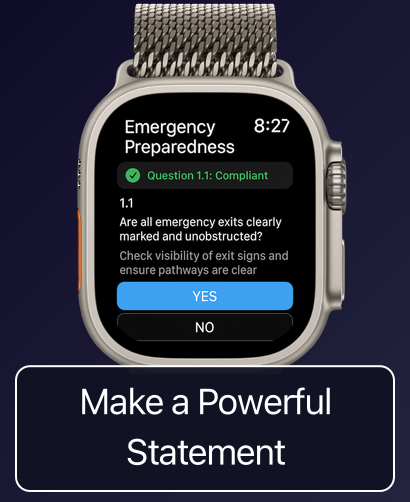 Emergency 8:27
Preparedness
Question 1.1: Compliant
1.1
Are all emergency exits clearly
marked and unobstructed?
Check visibility of exit signs and
ensure pathways are clear
YES
NO
Make a Powerful
Statement